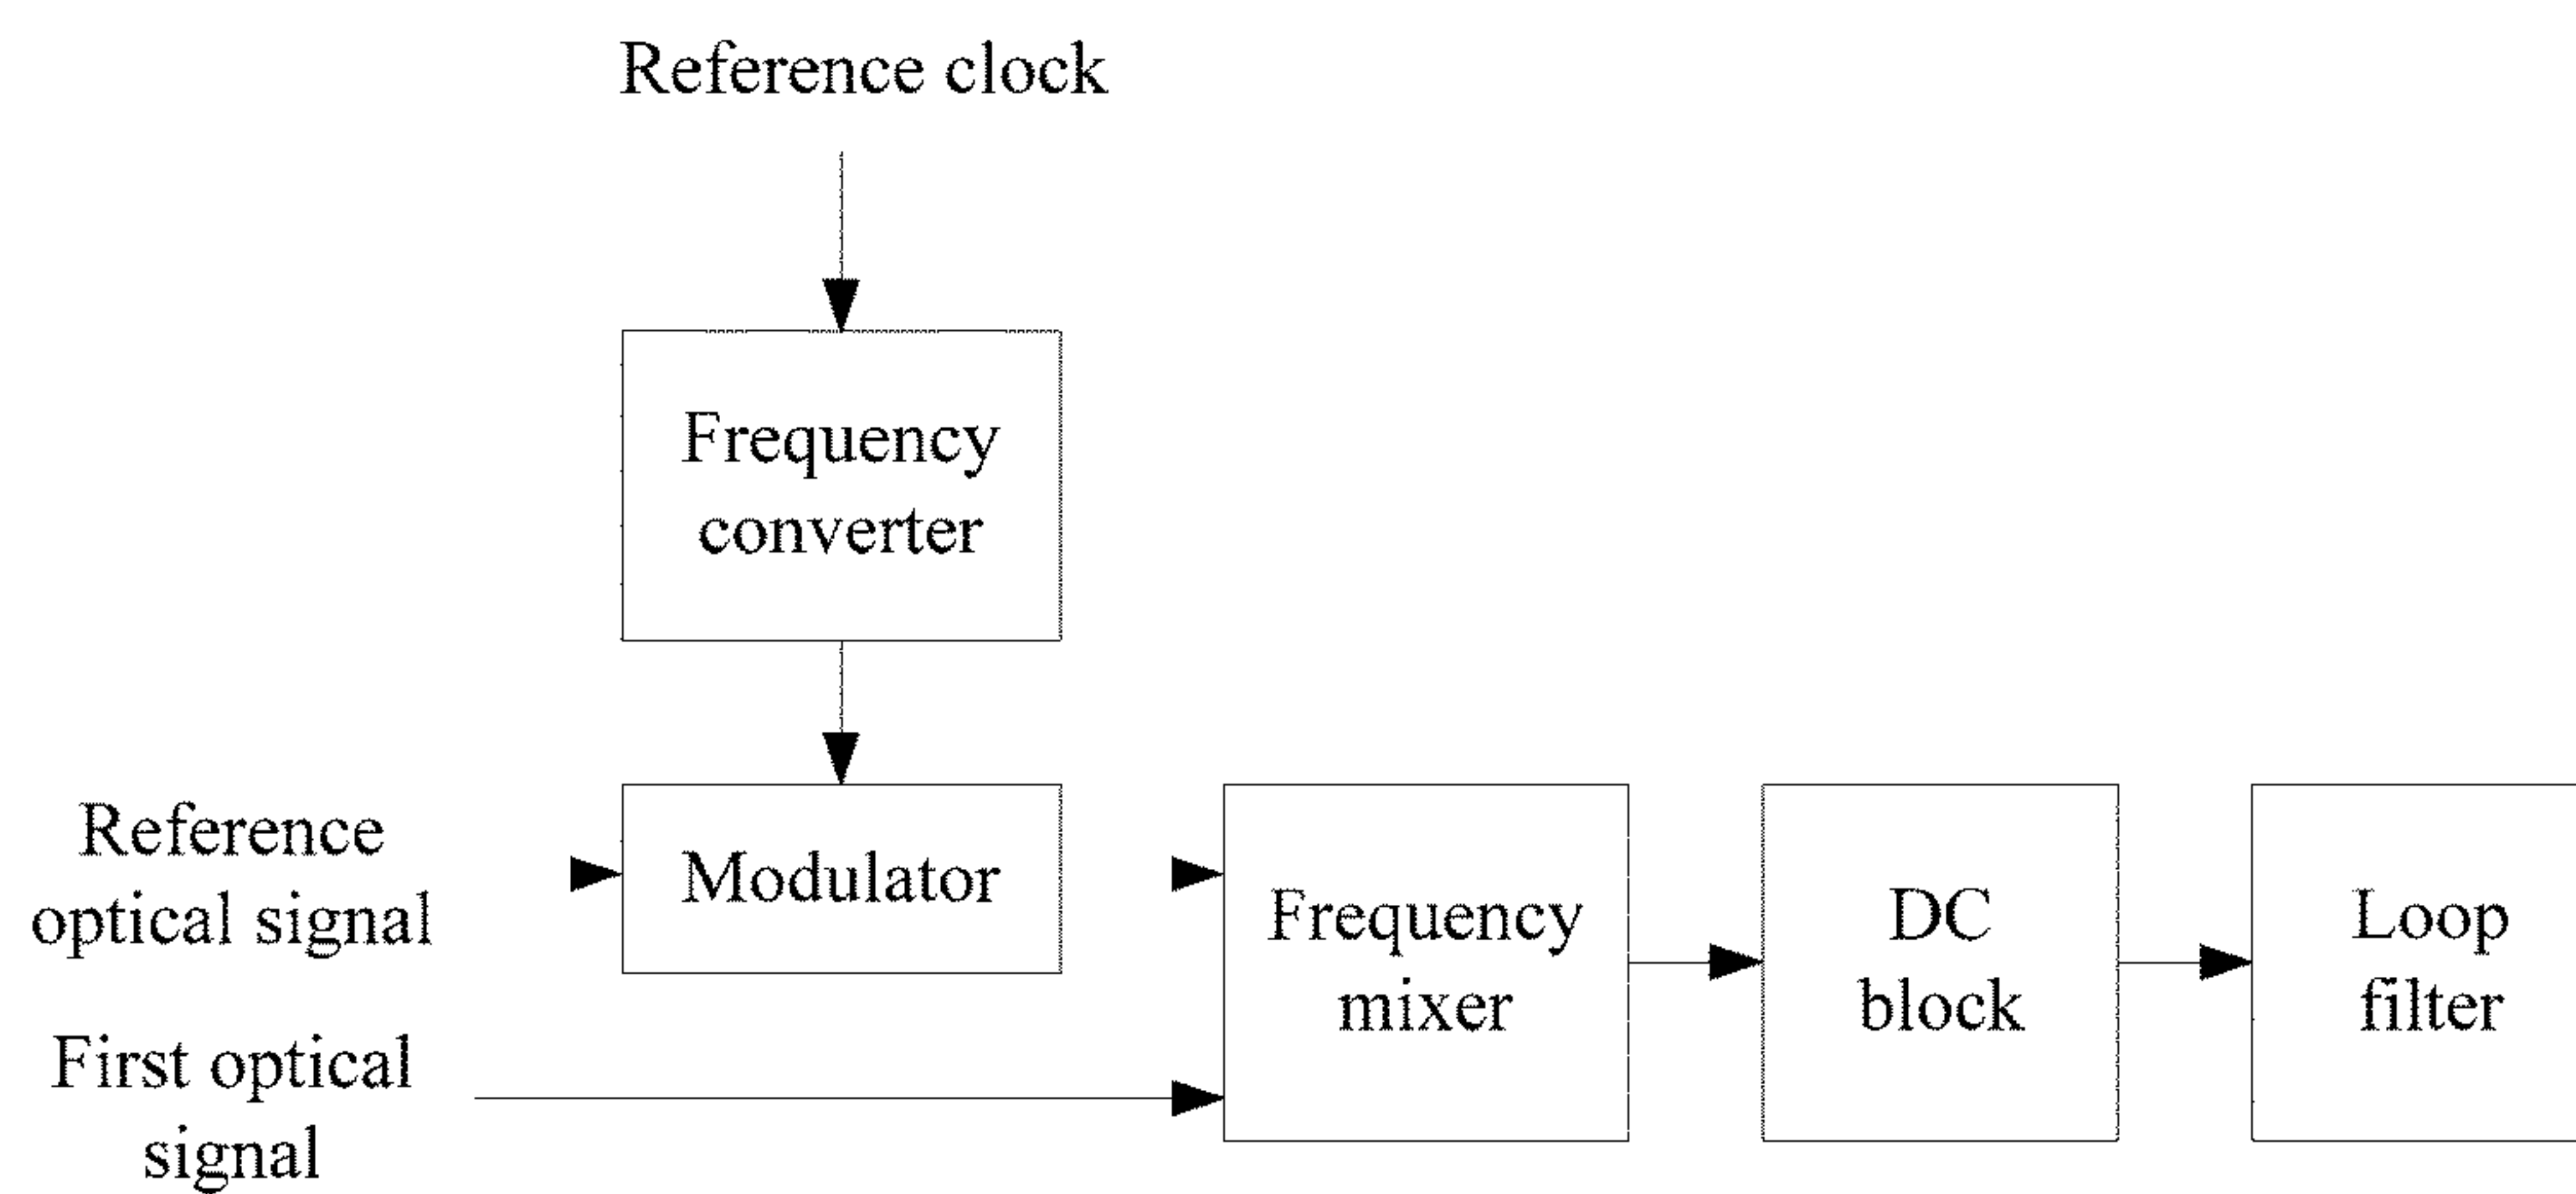 Reference clock
Frequency
converter
Reference
optical signal
Modulator
First optical
signal
Frequency
mixer
DC
block
Loop
filter